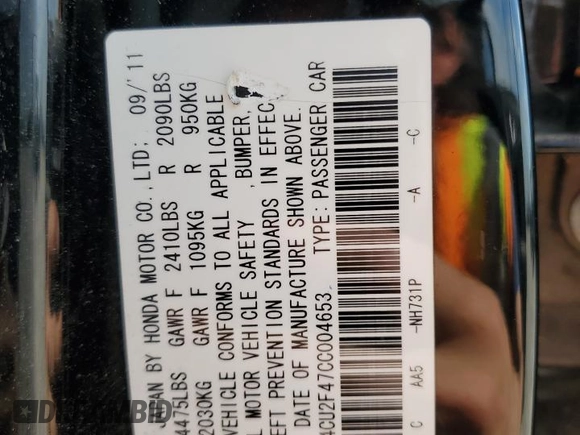 AN BY HONDA MOTOR CO., LTD; 09/'11
4475LBS GAWR F 2410LBS R 2090LBS
2030KG GAWR F 1095KG R 950KG
VEHICLE CONFORMS TO ALL APPLICABLE
L MOTOR VEHICLE SAFETY, BUMPER,
EFT PREVENTION STANDARDS IN EFFEC
DATE OF MANUFACTURE SHOWN ABOVE.
4CU2F47CC004653 TYPE: PASSENGER CAR
C AA5 -NH731P -A -C